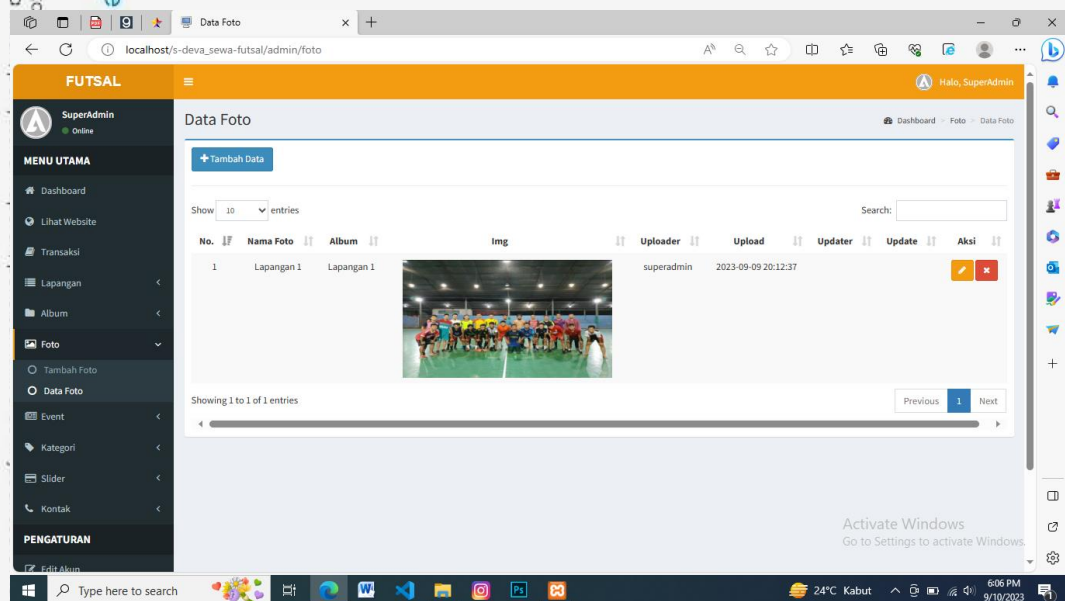 Data Foto
localhost/s-deva_sewa-futsal/admin/foto
FUTSAL
Halo, SuperAdmin
SuperAdmin
Online
Data Foto
Dashboard > Foto > Data Foto
MENU UTAMA
Tambah Data
Dashboard
Lihat Website
Transaksi
Lapangan
Album
Foto
Tambah Foto
Data Foto
Event
Kategori
Slider
Kontak
PENGATURAN
Edit Akun
Show 10 entries
Search:
No. Nama Foto Album Img Uploader Upload Updater Update Aksi
1 Lapangan 1 Lapangan 1 superadmin 2023-09-09 20:12:37
Showing 1 to 1 of 1 entries
Previous 1 Next
Activate Windows
Go to Settings to activate Windows.
Type here to search
24°C Kabut
6:06 PM
9/10/2023